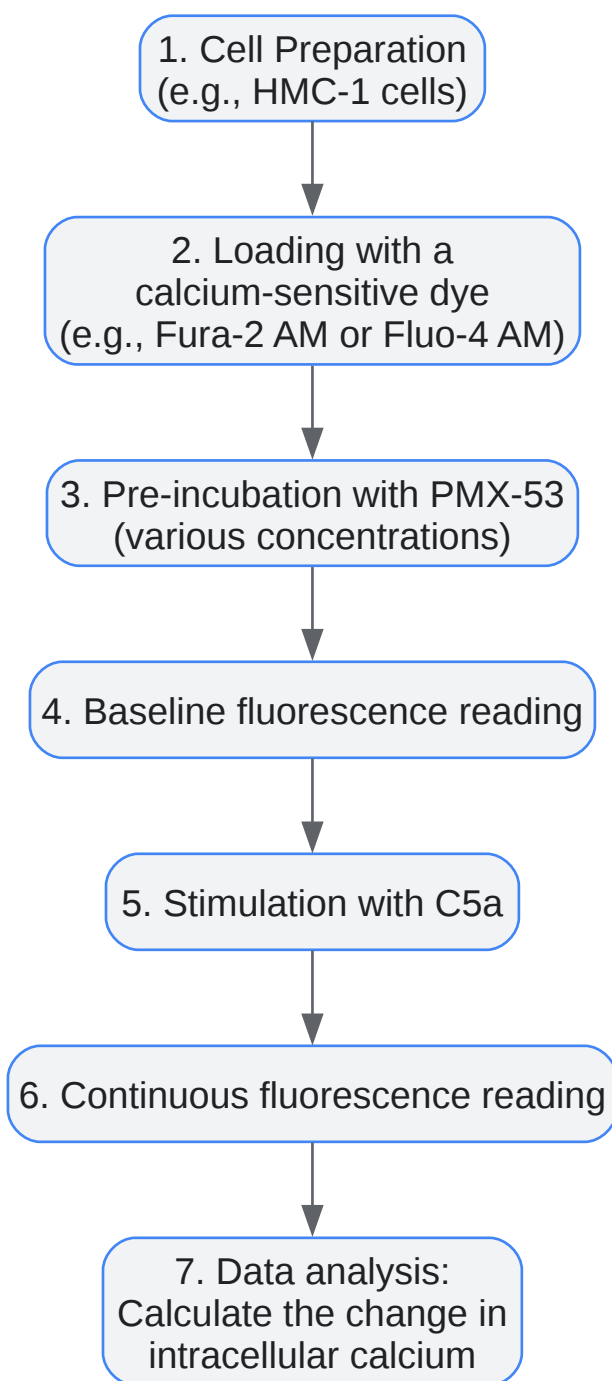 1. Cell Preparation
(e.g., HMC-1 cells)
2. Loading with a
calcium-sensitive dye
(e.g., Fura-2 AM or Fluo-4 AM)
3. Pre-incubation with PMX-53
(various concentrations)
4. Baseline fluorescence reading
5. Stimulation with C5a
6. Continuous fluorescence reading
7. Data analysis:
Calculate the change in
intracellular calcium